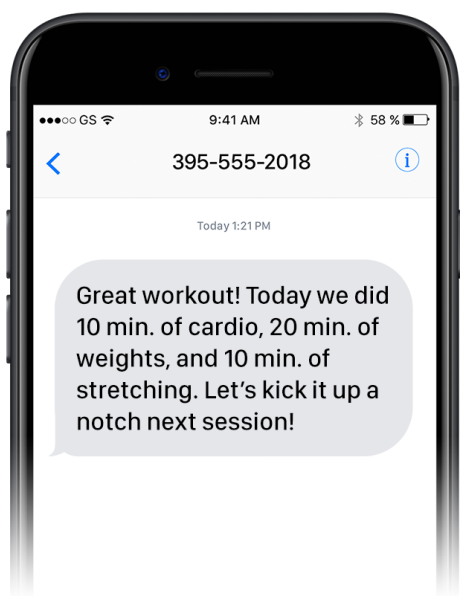 GS 9:41 AM 58 %
395-555-2018
Today 1:21 PM
Great workout! Today we did
10 min. of cardio, 20 min. of
weights, and 10 min. of
stretching. Let’s kick it up a
notch next session!